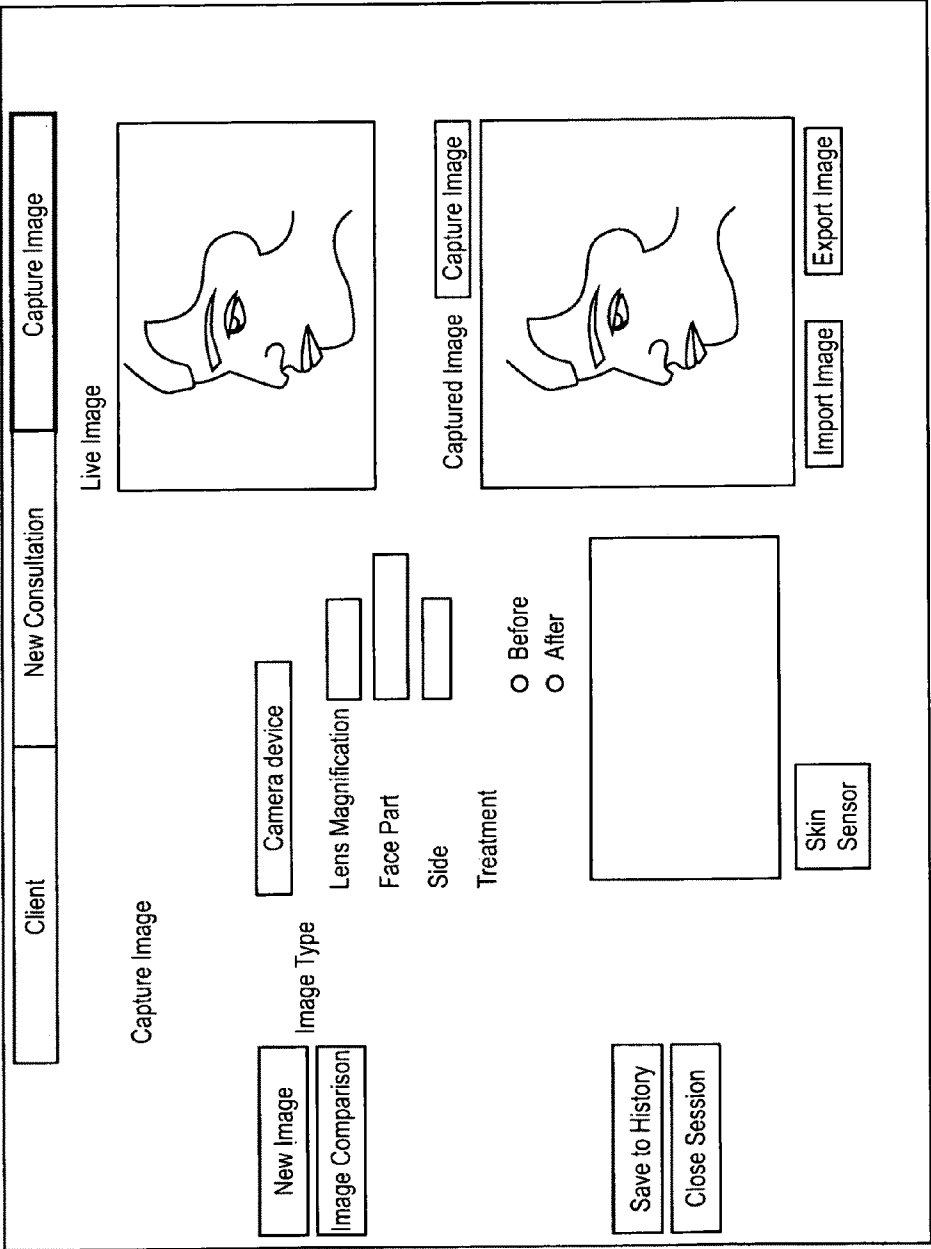 Client
New Consultation
Capture Image
Capture Image
Live Image
New Image
Image Comparison
Image Type
Camera device
Lens Magnification
Face Part
Side
Treatment
Before
After
Captured Image
Capture Image
Save to History
Close Session
Skin
Sensor
Import Image
Export Image